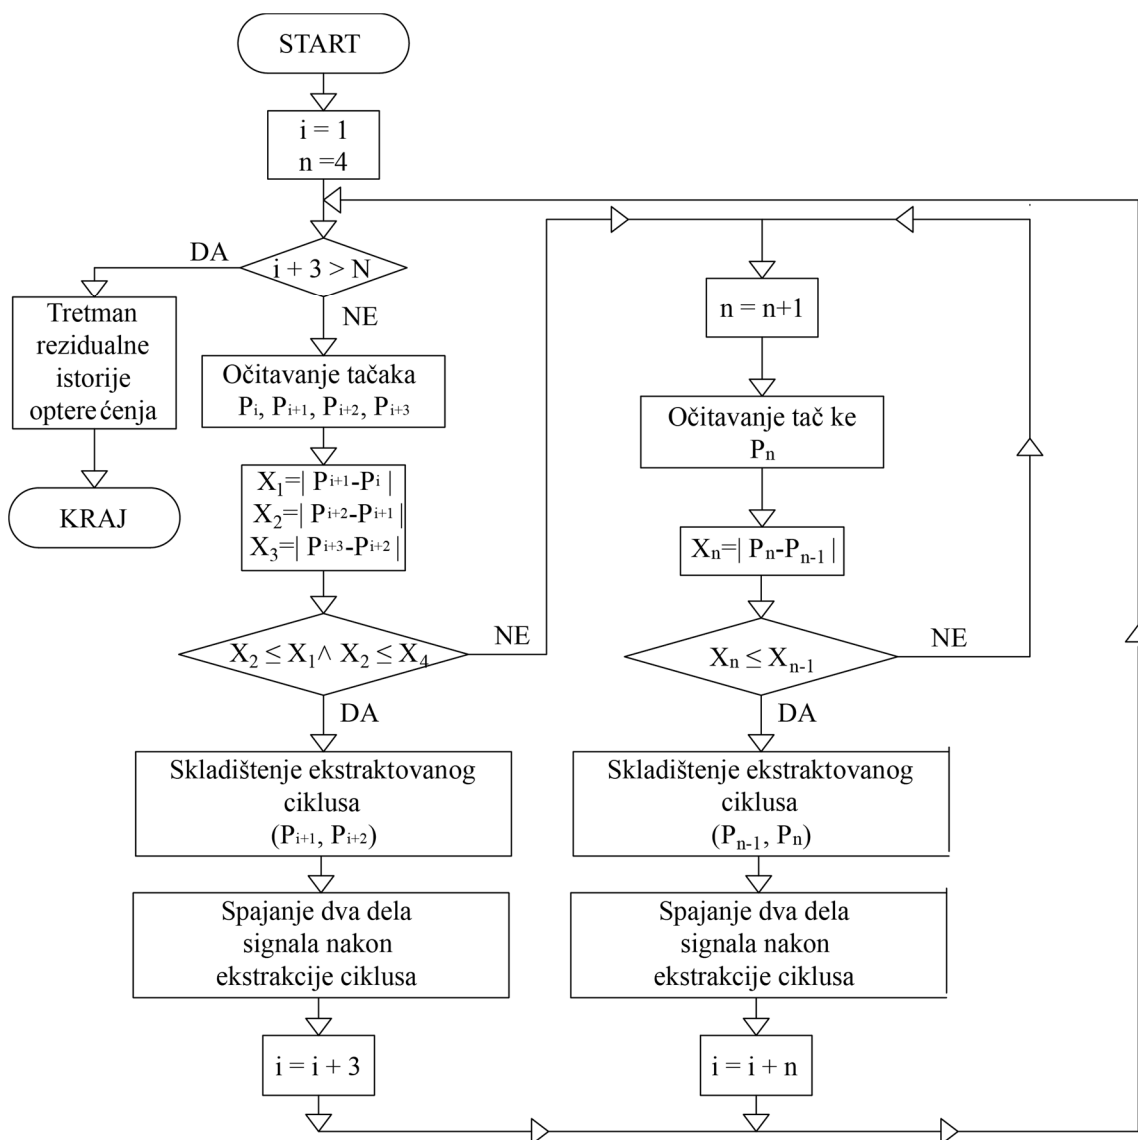 START
i = 1
n =4
DA
i + 3 > N
NE
Tretman
rezidualne
istorije
optere ćenja
KRAJ
Očitavanje tačaka
Pi, Pi+1, Pi+2, Pi+3
X1=| Pi+1-Pi |
X2=| Pi+2-Pi+1|
X3=| Pi+3-Pi+2|
X2 ≤ X1 ∧ X2 ≤ X4
NE
DA
Skladištenje ekstraktovanog
ciklusa
(Pi+1, Pi+2)
Spajanje dva dela
signala nakon
ekstrakcije ciklusa
i = i + 3
n = n+1
Očitavanje tač ke
Pn
Xn=| Pn-Pn-1 |
Xn ≤ Xn-1
NE
DA
Skladištenje ekstraktovanog
ciklusa
(Pn-1, Pn)
Spajanje dva dela
signala nakon
ekstrakcije ciklusa
i = i + n